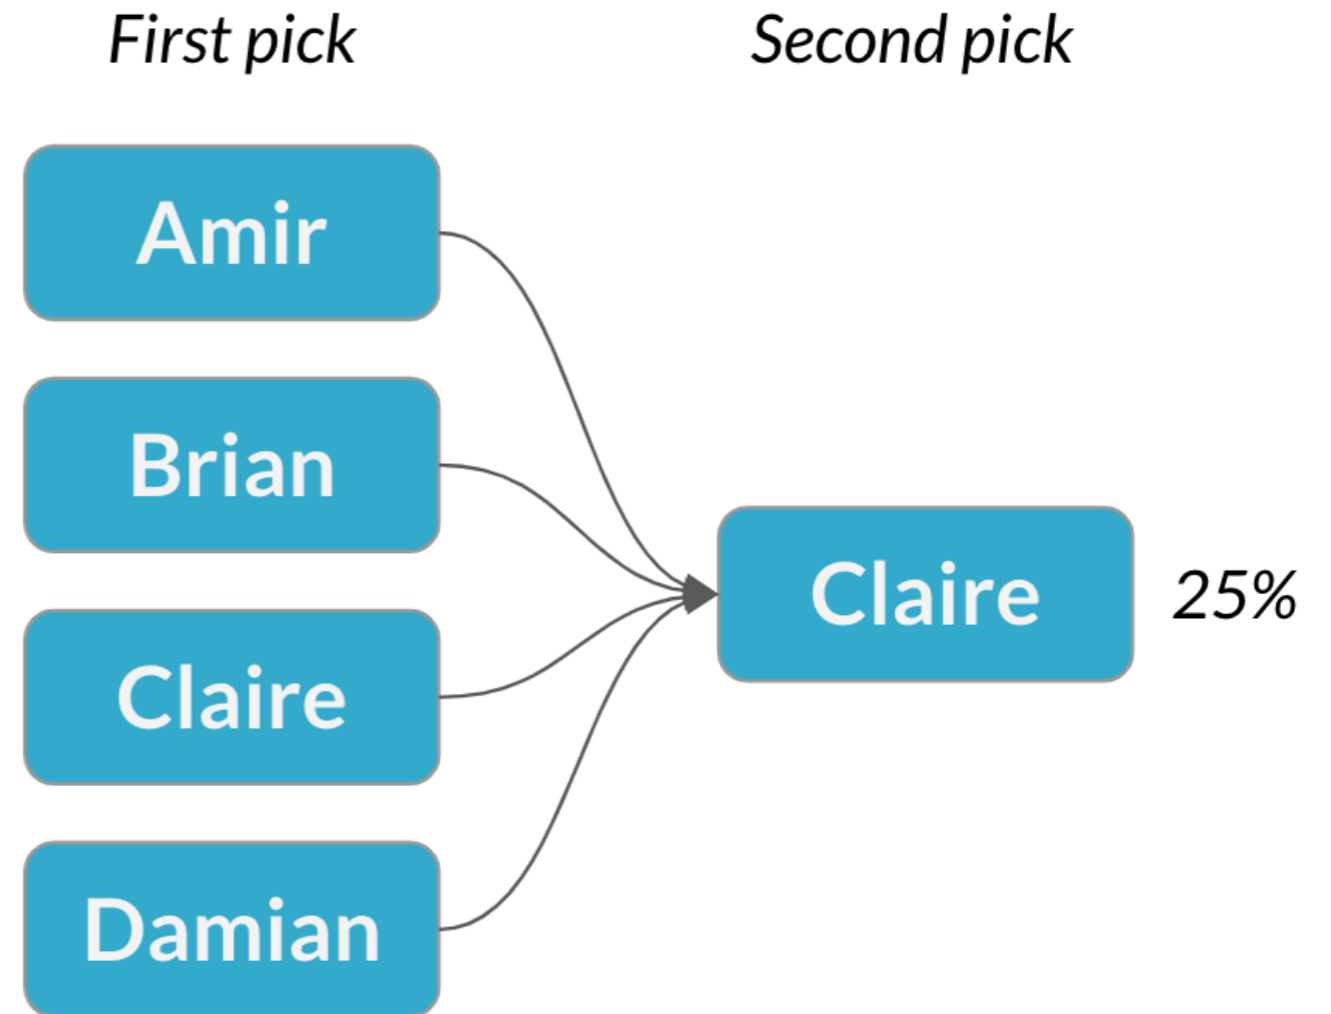 First pick
Second pick
Amir
Brian
Claire
Damian
Claire
25%